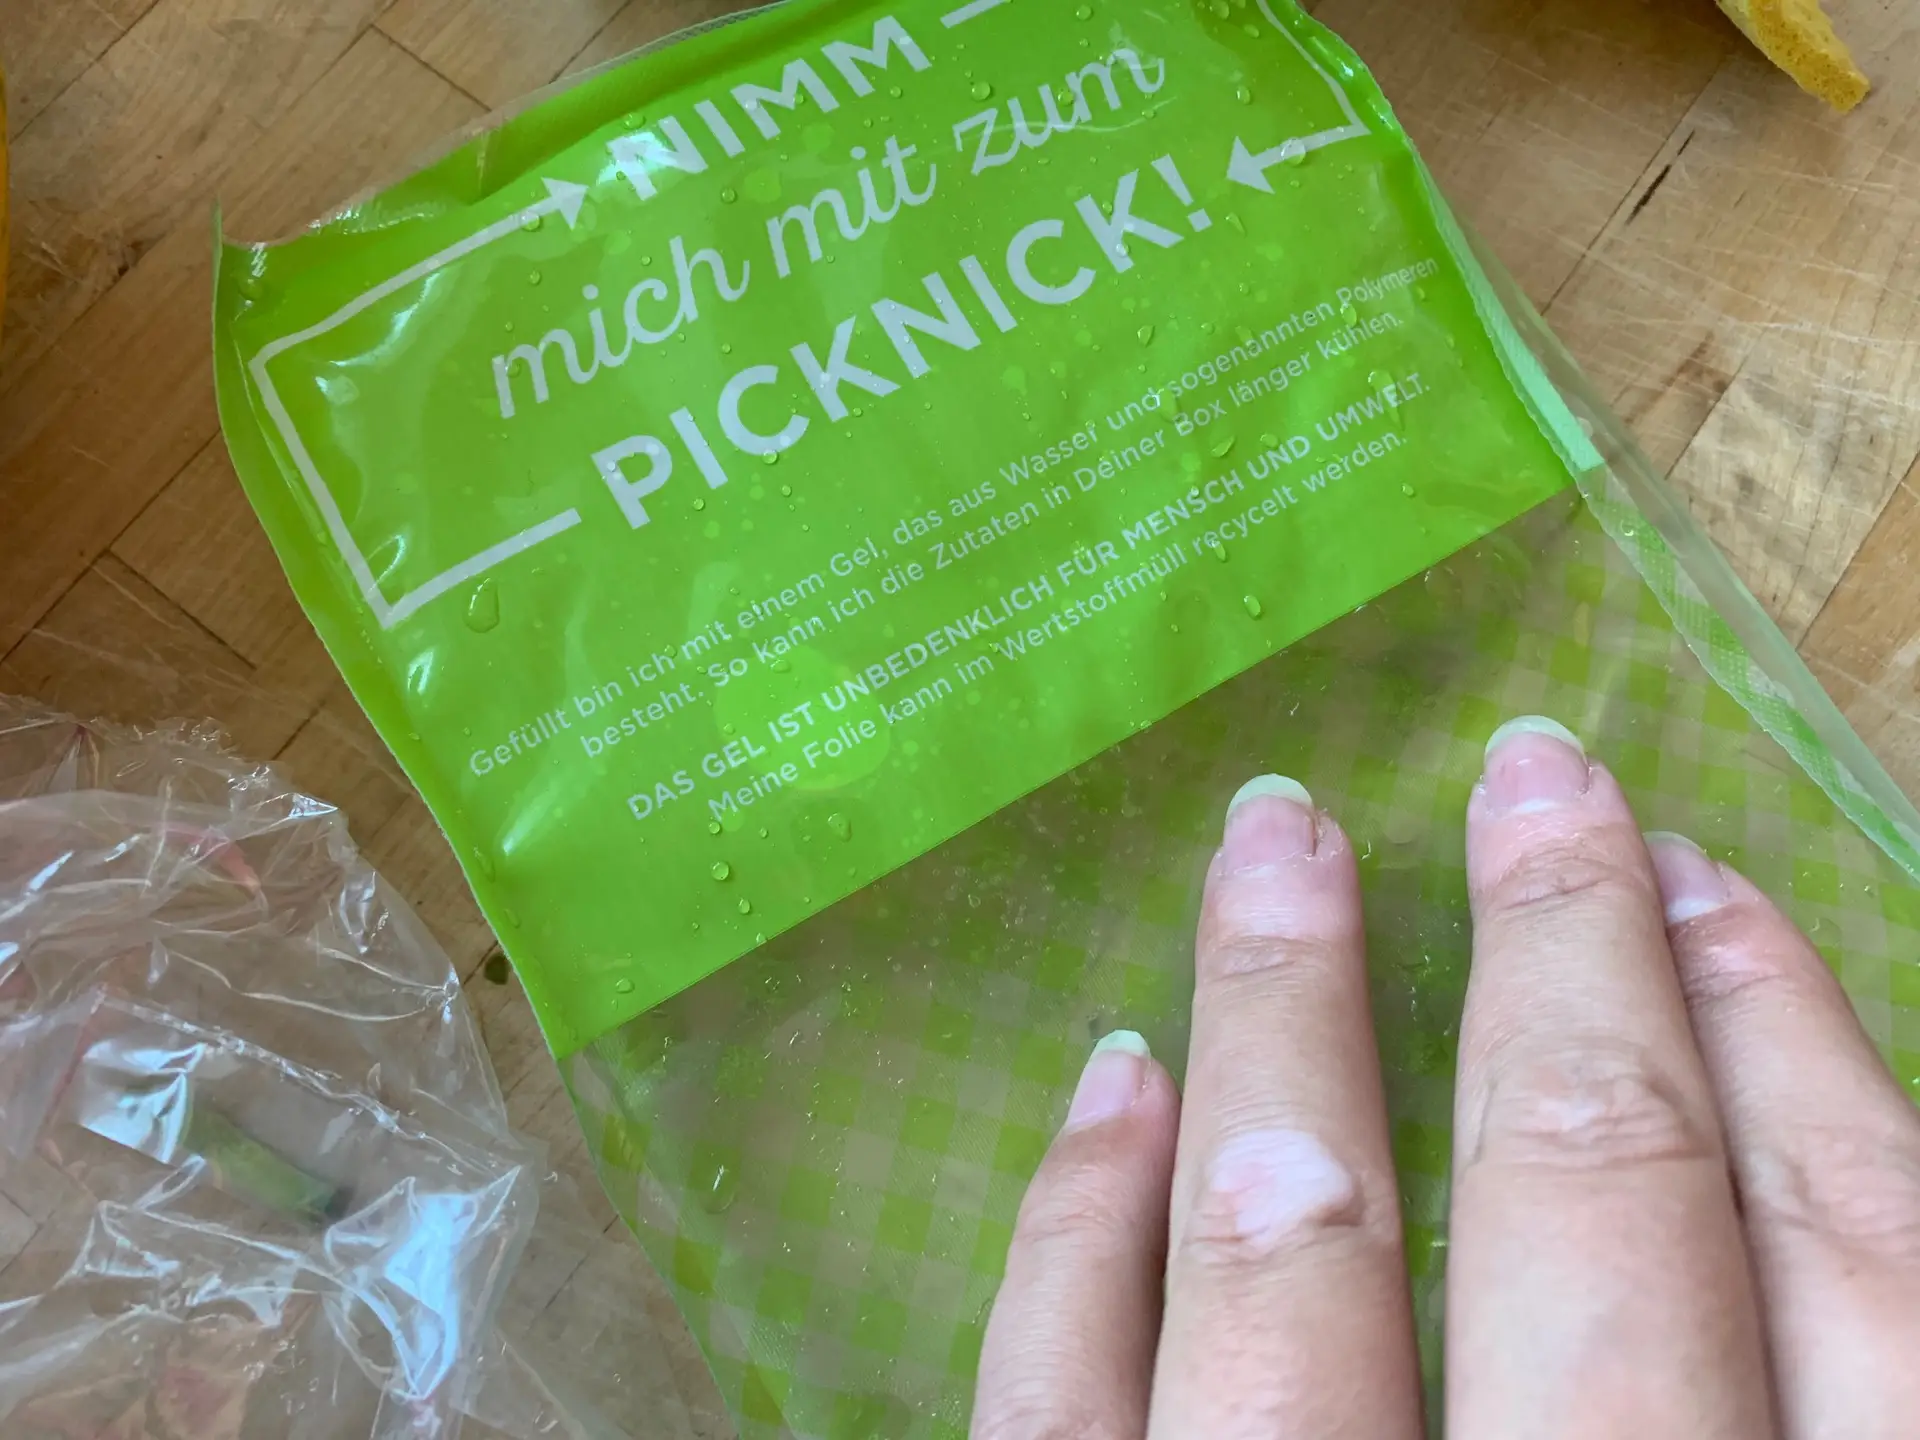 NIMM
mich mit zum
PICKNICK!
Gefüllt bin ich mit einem Gel, das aus Wasser und sogenannten Polymeren
besteht. So kann ich die Zutaten in Deiner Box länger kühlen.
DAS GEL IST UNBEDENKLICH FÜR MENSCH UND UMWELT.
Meine Folie kann im Wertstoffmüll recycelt werden.